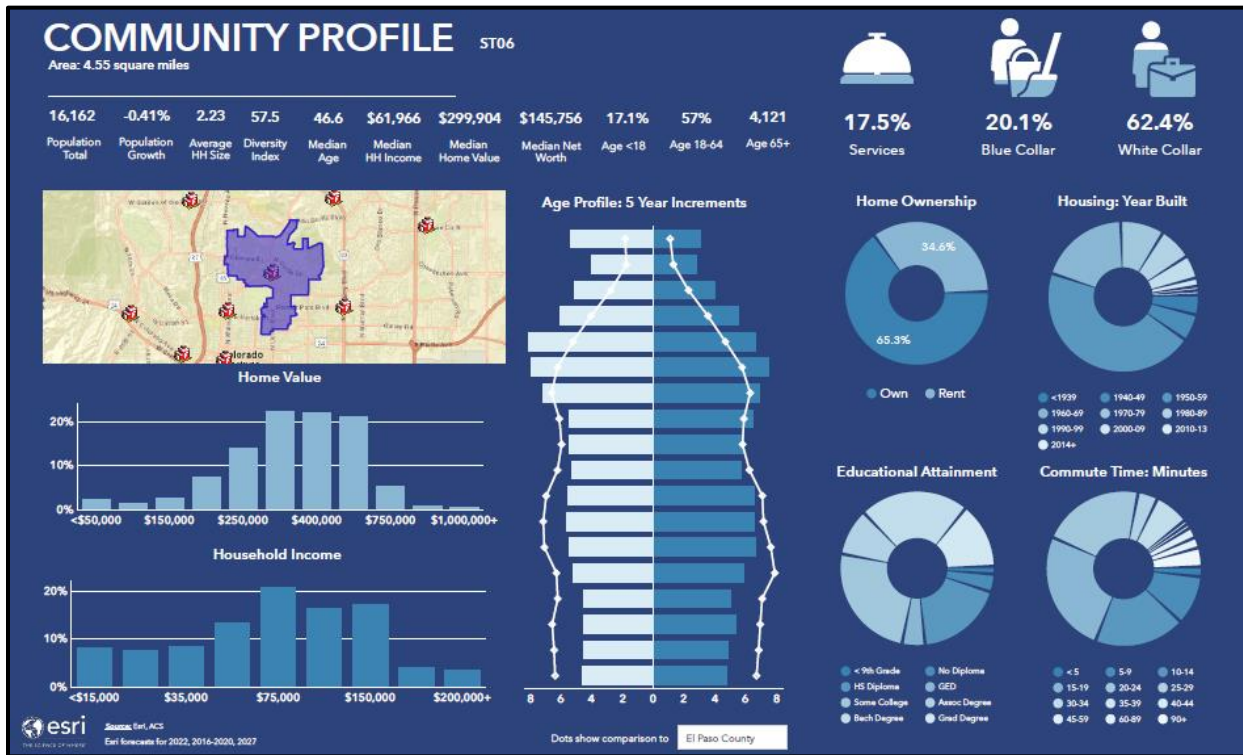 COMMUNITY PROFILE ST06
Area: 4.55 square miles
16,162 -0.41% 2.23 57.5 46.6 $61,966 $299,904 $145,756 17.1% 57% 4,121
Population Total
Population Growth
Average HH Size
Diversity Index
Median Age
Median HH Income
Median Home Value
Median Net Worth
Age <18
Age 18-64
Age 65+
17.5% 20.1% 62.4%
Services Blue Collar White Collar
Home Value
20%
10%
0%
<$50,000 $150,000 $250,000 $400,000 $750,000 $1,000,000+
Household Income
20%
10%
0%
<$15,000 $35,000 $75,000 $150,000 $200,000+
Age Profile: 5 Year Increments
8 6 4 2 0 2 4 6 8
Dots show comparison to El Paso County
Home Ownership
34.6%
65.3%
Own Rent
Housing: Year Built
<1939 1940-49 1950-59
1960-69 1970-79 1980-89
1990-99 2000-09 2010-13
2014+
Educational Attainment
< 9th Grade No Diploma
HS Diploma GED
Some College Assoc Degree
Bach Degree Grad Degree
Commute Time: Minutes
< 5 5-9 10-14
15-19 20-24 25-29
30-34 35-39 40-44
45-59 60-89 90+
esri
THE SCIENCE OF WHERE
Source: Esri, ACS
Esri forecasts for 2022, 2016-2020, 2027